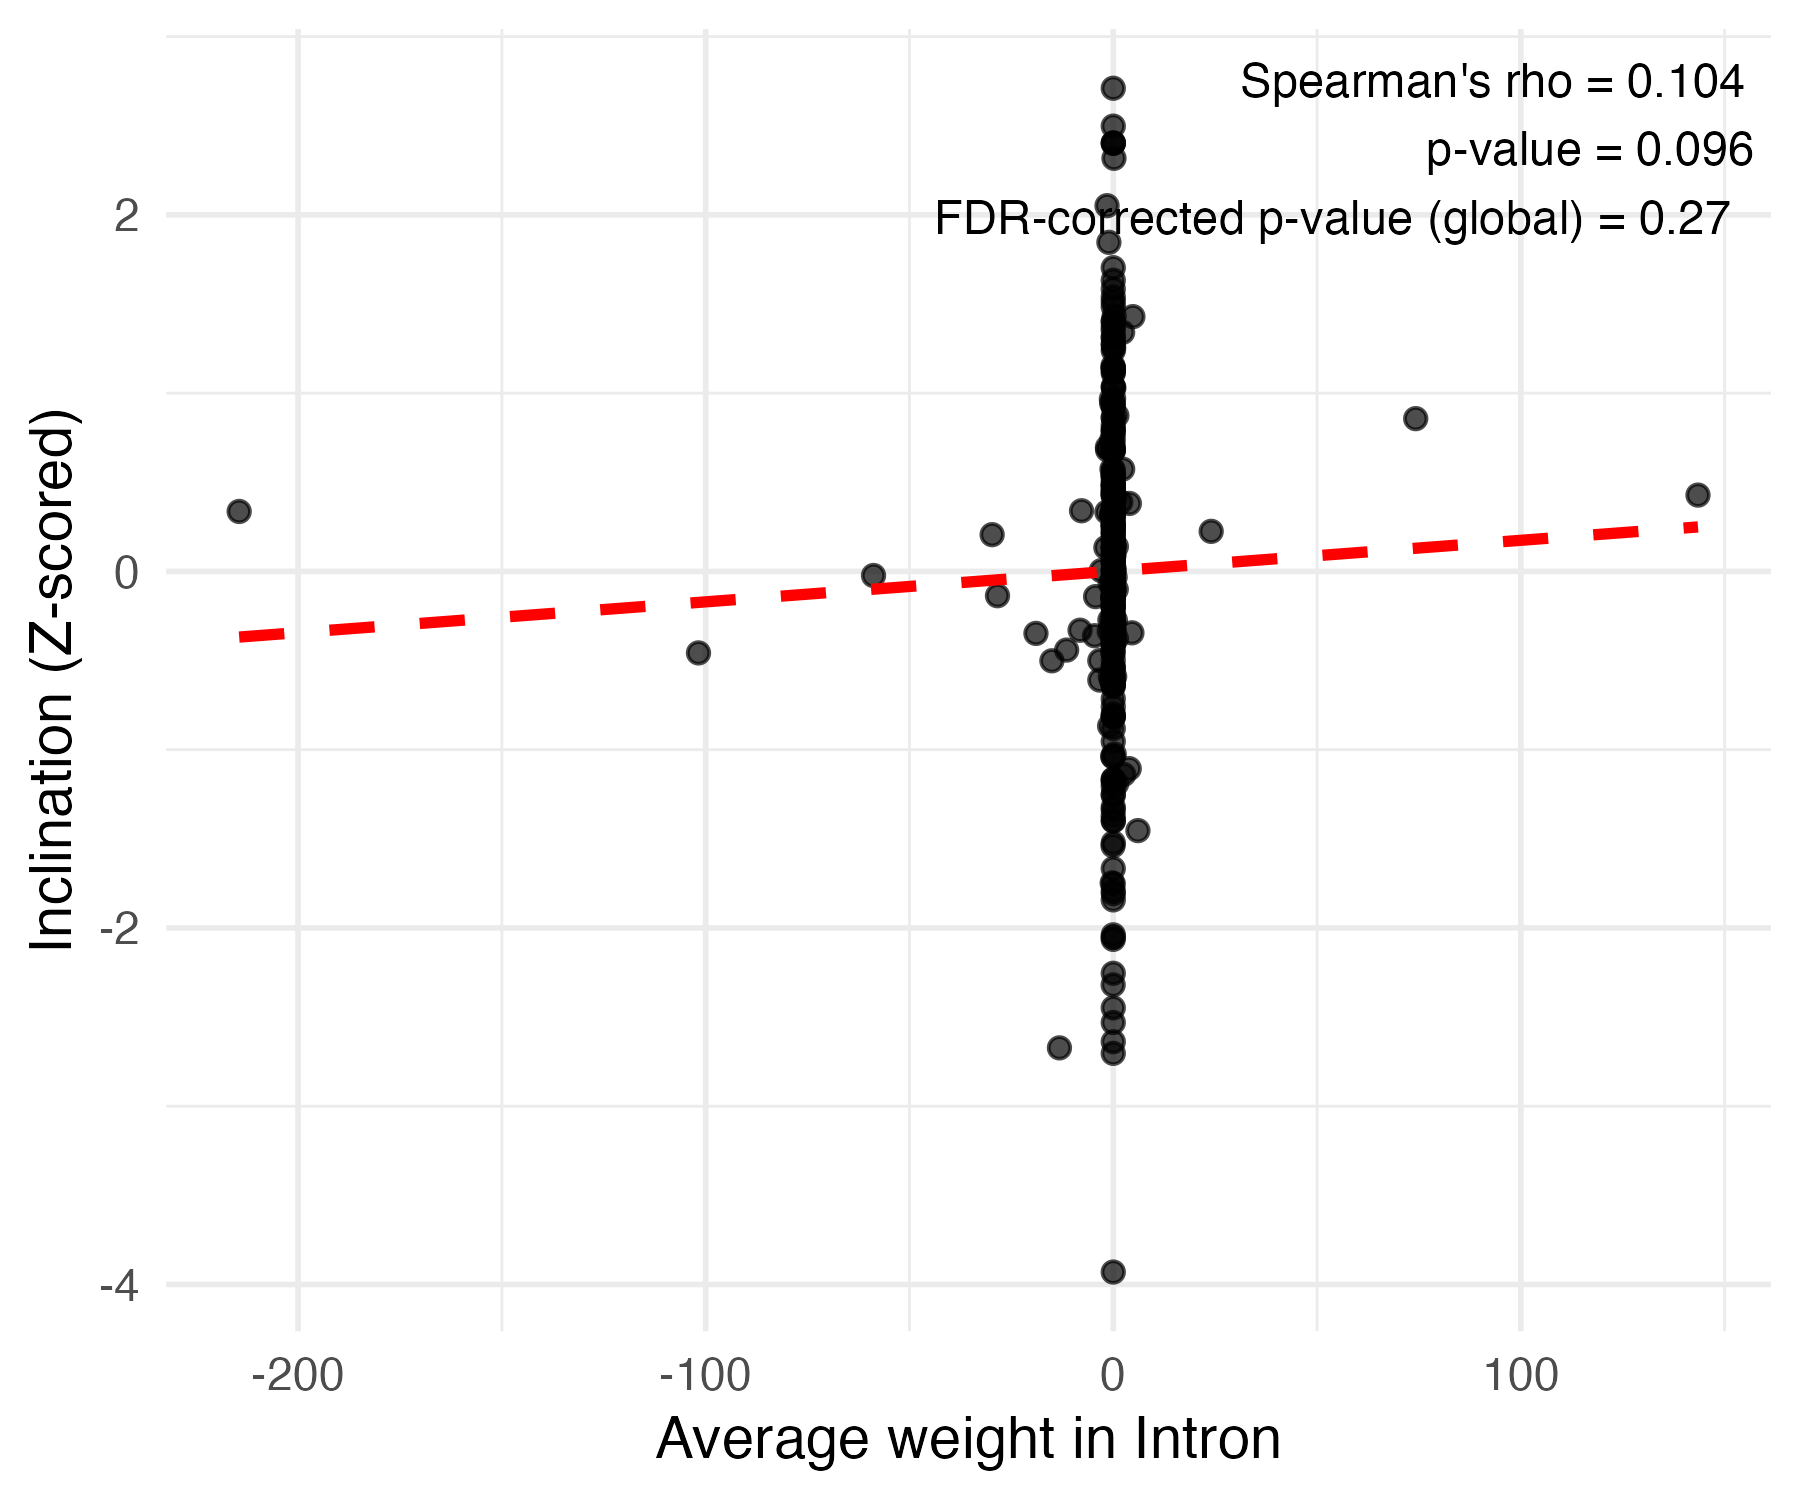 Spearman's rho = 0.104
p-value = 0.096
FDR-corrected p-value (global) = 0.27
2
0
-2
-4
Inclination (Z-scored)
-200 -100 0 100
Average weight in Intron